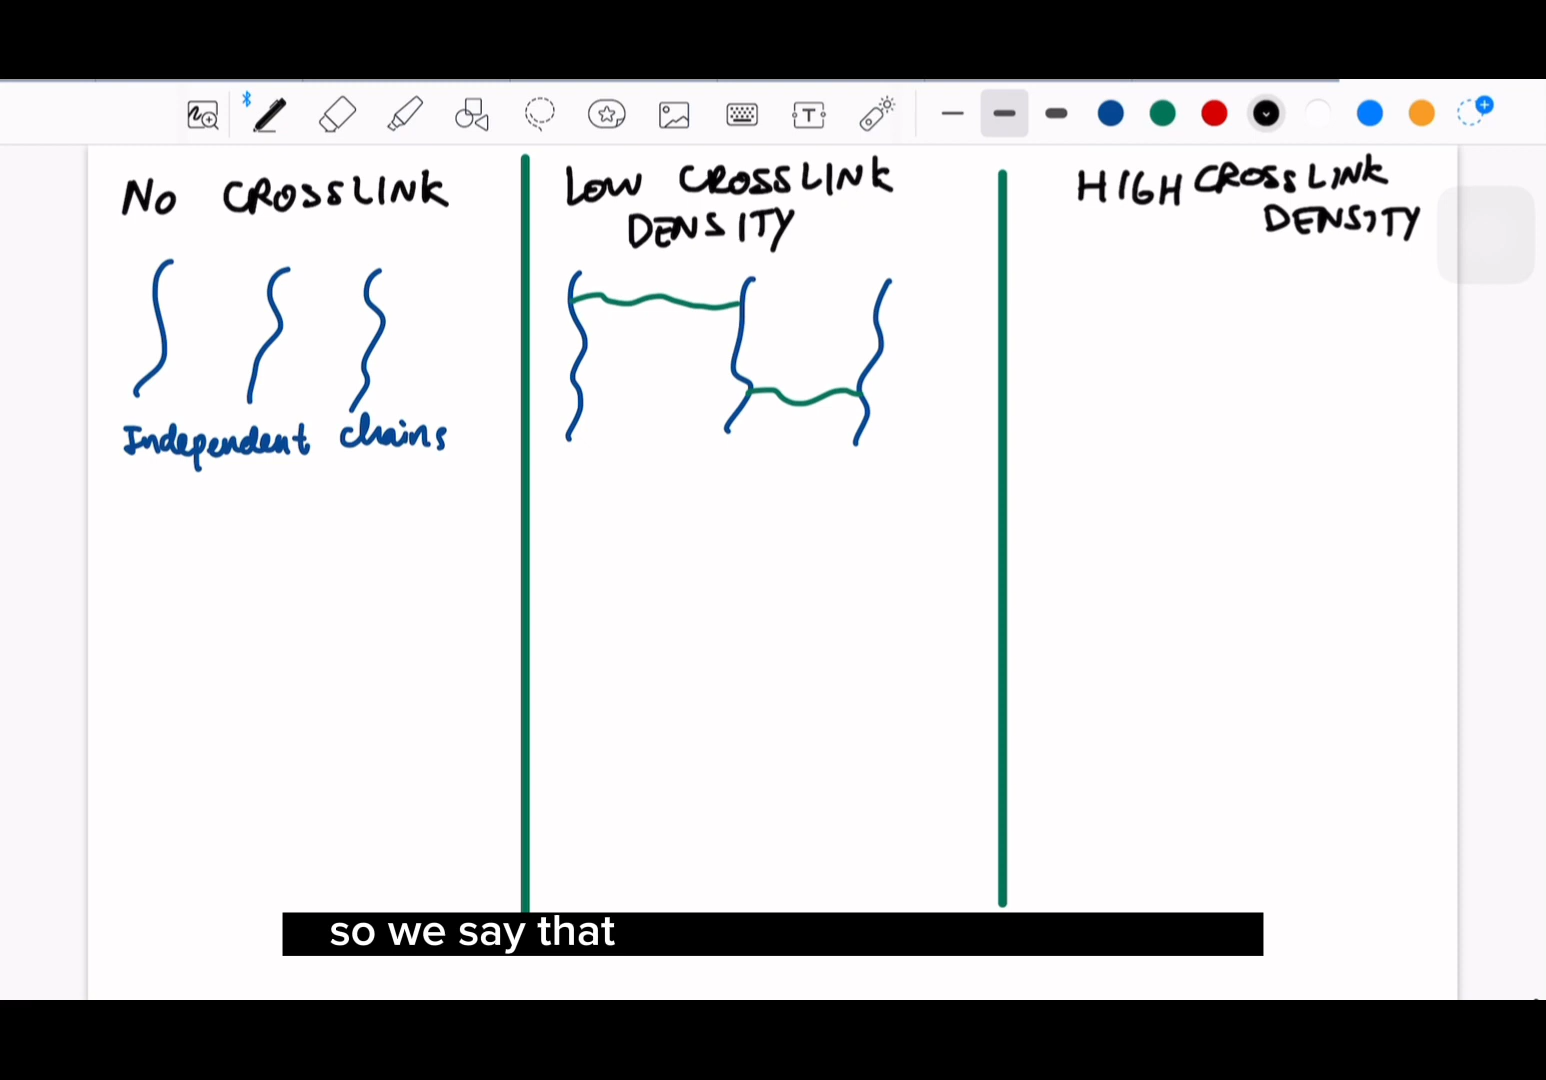 T
No CROSSLINK
Independent chains
LOW CROSSLINK
DENSITY
HIGH CROSSLINK
DENSITY
so we say that